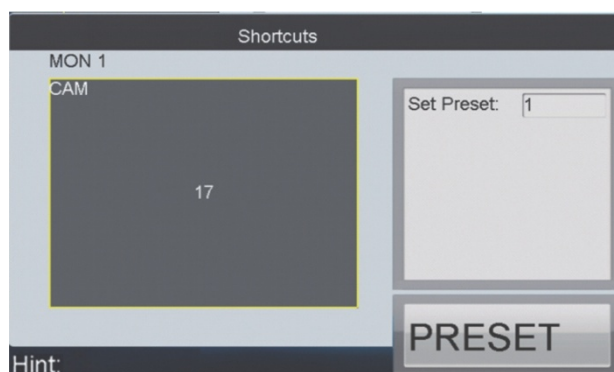 Shortcuts
MON 1
CAM
17
Set Preset: 1
PRESET
Hint: